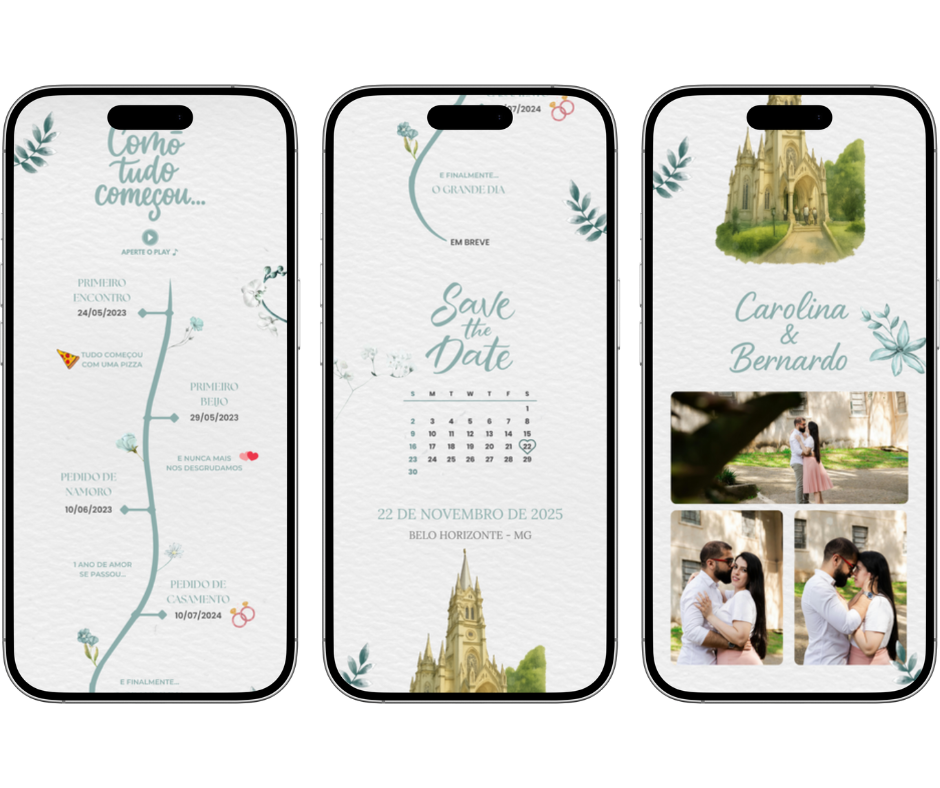 Como
tudo
começou...
APERTE O PLAY
PRIMEIRO
ENCONTRO
24/05/2023
TUDO COMEÇOU
COM UMA PIZZA
PRIMEIRO
BEIJO
29/05/2023
E NUNCA MAIS
NOS DESGRUDAMOS
PEDIDO DE
NAMORO
10/06/2023
1 ANO DE AMOR
SE PASSOU...
PEDIDO DE
CASAMENTO
10/07/2024
E FINALMENTE...
/07/2024
E FINALMENTE...
O GRANDE DIA
EM BREVE
Save
the
Date
S M T W T F S
1
2 3 4 5 6 7 8
9 10 11 12 13 14 15
16 17 18 19 20 21 22
23 24 25 26 27 28 29
30
22 DE NOVEMBRO DE 2025
BELO HORIZONTE - MG
Carolina
&
Bernardo